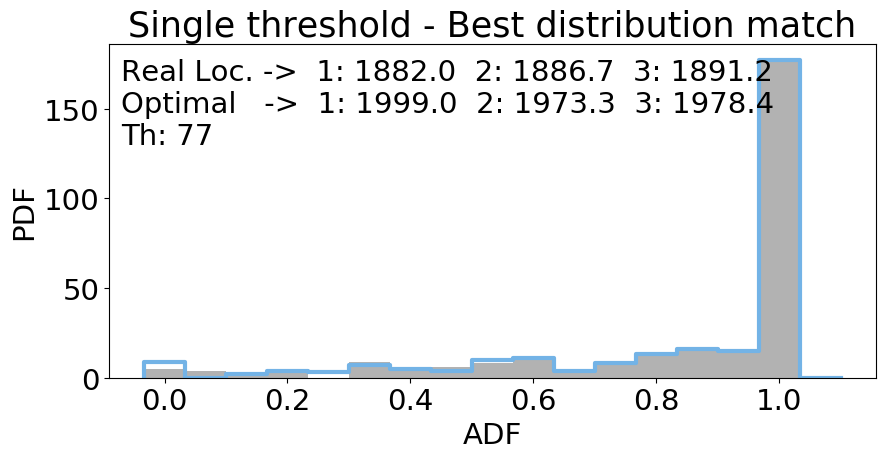 Single threshold - Best distribution match
Real Loc. -> 1: 1882.0 2: 1886.7 3: 1891.2
Optimal -> 1: 1999.0 2: 1973.3 3: 1978.4
Th: 77
PDF
150
100
50
0
0.0 0.2 0.4 0.6 0.8 1.0
ADF